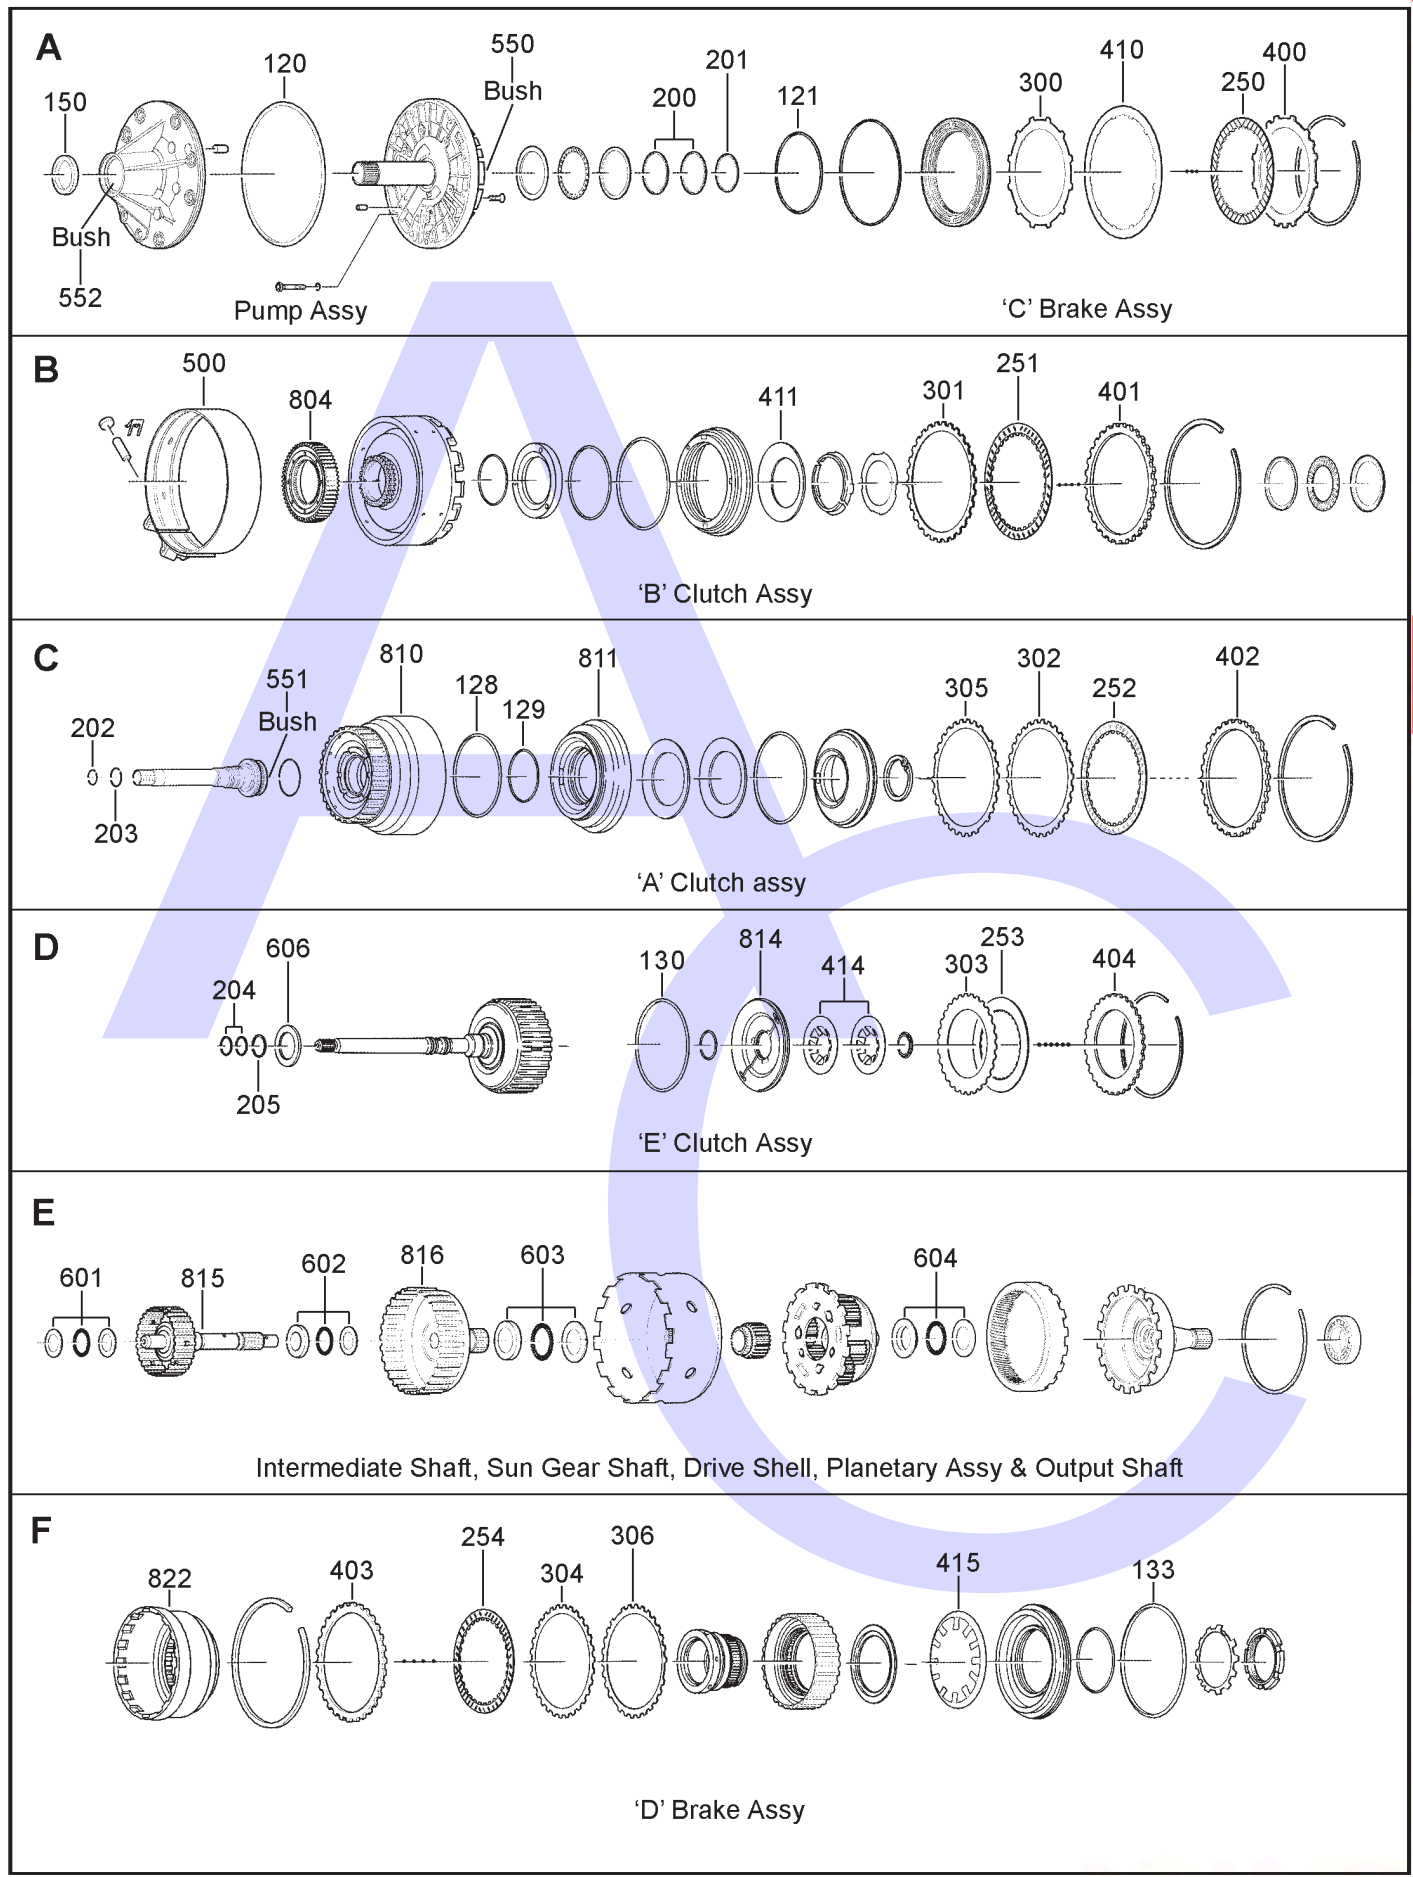 A
150
120
550
Bush
200
201
121
300
410
250
400
Bush
552
Pump Assy
‘C’ Brake Assy
B
500
804
411
301
251
401
‘B’ Clutch Assy
C
202
203
551
Bush
810
128
129
811
305
302
252
402
‘A’ Clutch assy
D
204
205
606
130
814
414
303
253
404
‘E’ Clutch Assy
E
601
815
602
816
603
604
Intermediate Shaft, Sun Gear Shaft, Drive Shell, Planetary Assy & Output Shaft
F
822
403
254
304
306
415
133
‘D’ Brake Assy
AC